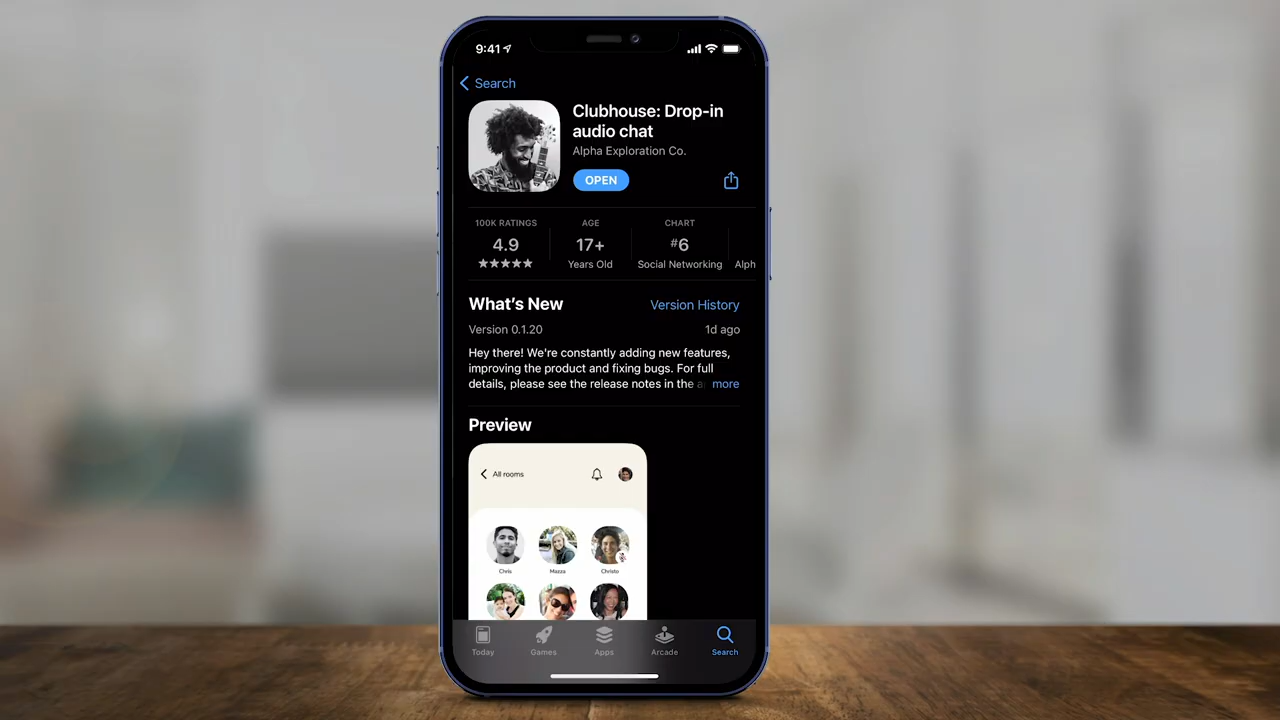 9:41
Search
Clubhouse: Drop-in
audio chat
Alpha Exploration Co.
OPEN
100K RATINGS
AGE
CHART
4.9
17+
#6
Years Old
Social Networking
Alph
What's New
Version History
Version 0.1.20
1d ago
Hey there! We're constantly adding new features,
improving the product and fixing bugs. For full
details, please see the release notes in the a
more
Preview
All rooms
Chris
Mazza
Christo
Today
Games
Apps
Arcade
Search